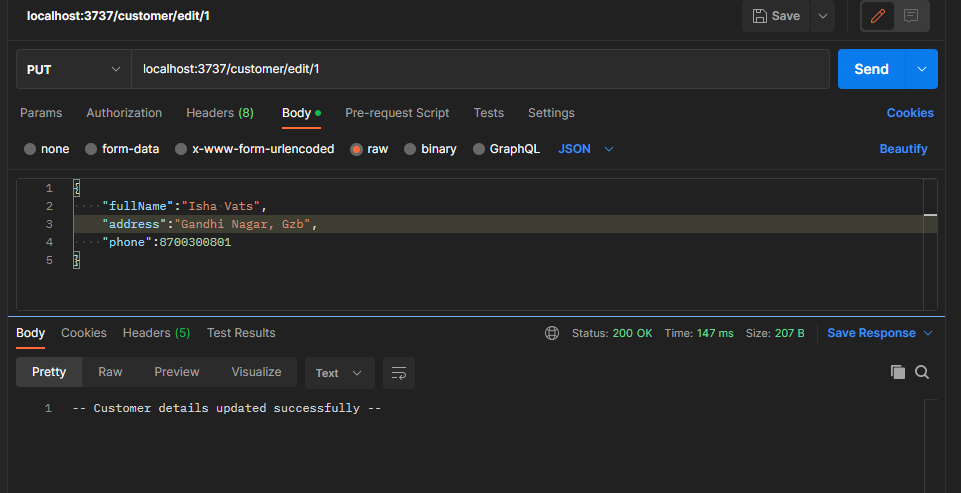 localhost:3737/customer/edit/1
Save
PUT localhost:3737/customer/edit/1 Send
Params Authorization Headers (8) Body Pre-request Script Tests Settings Cookies
none form-data x-www-form-urlencoded raw binary GraphQL JSON Beautify
1 {
2 "fullName":"Isha Vats",
3 "address":"Gandhi Nagar, Gzb",
4 "phone":8700300801
5 }
Body Cookies Headers (5) Test Results Status: 200 OK Time: 147 ms Size: 207 B Save Response
Pretty Raw Preview Visualize Text
1 -- Customer details updated successfully --